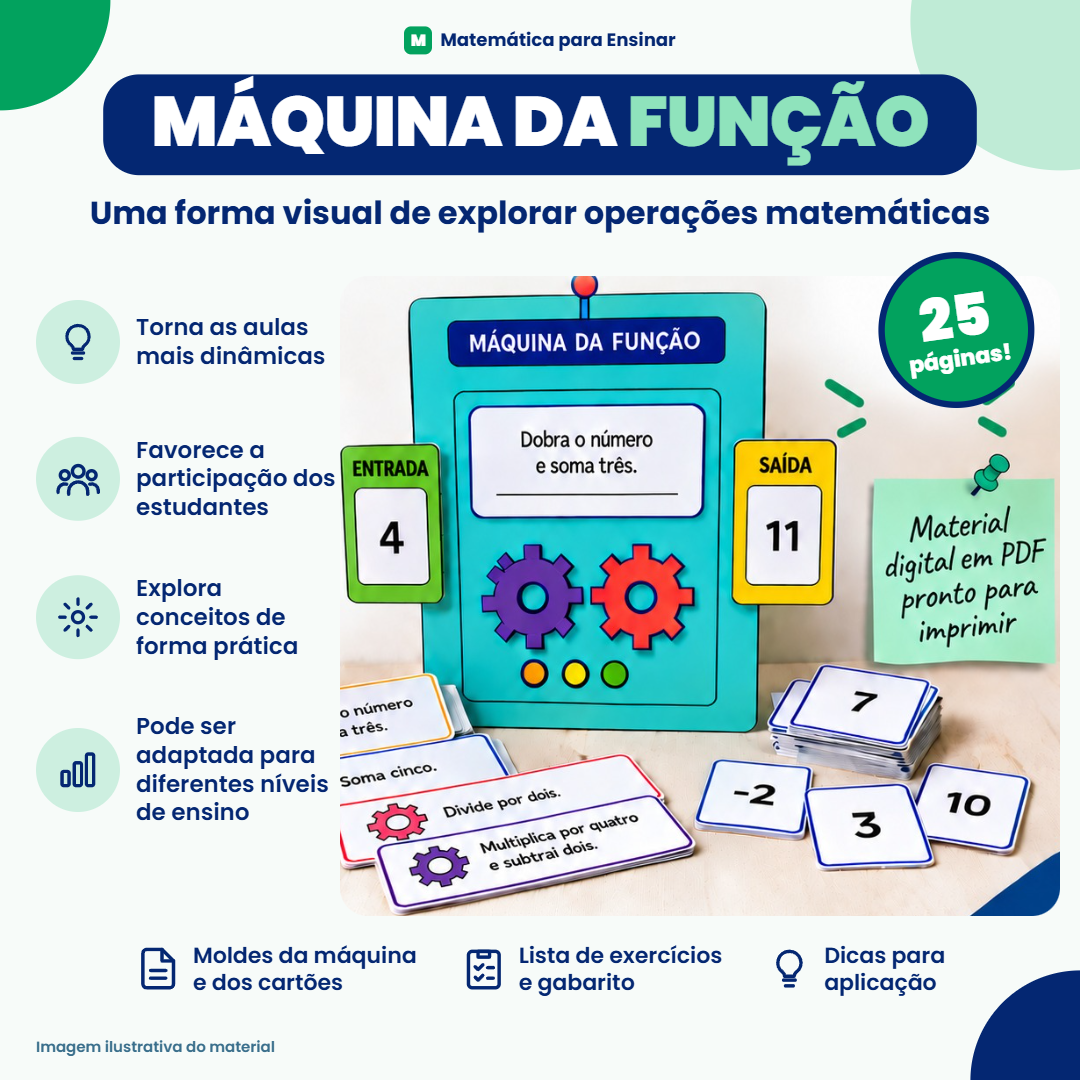 M Matemática para Ensinar
MÁQUINA DA FUNÇÃO
Uma forma visual de explorar operações matemáticas
25
páginas!
Torna as aulas
mais dinâmicas
Favorece a
participação dos
estudantes
Explora
conceitos de
forma prática
Pode ser
adaptada para
diferentes níveis
de ensino
MÁQUINA DA FUNÇÃO
Dobra o número
e soma três.
ENTRADA
4
SAÍDA
11
Material
digital em PDF
pronto para
imprimir
o número
a três.
Soma cinco.
Divide por dois.
Multiplica por quatro
e subtrai dois.
7
-2
3
10
Moldes da máquina
e dos cartões
Lista de exercícios
e gabarito
Dicas para
aplicação
Imagem ilustrativa do material